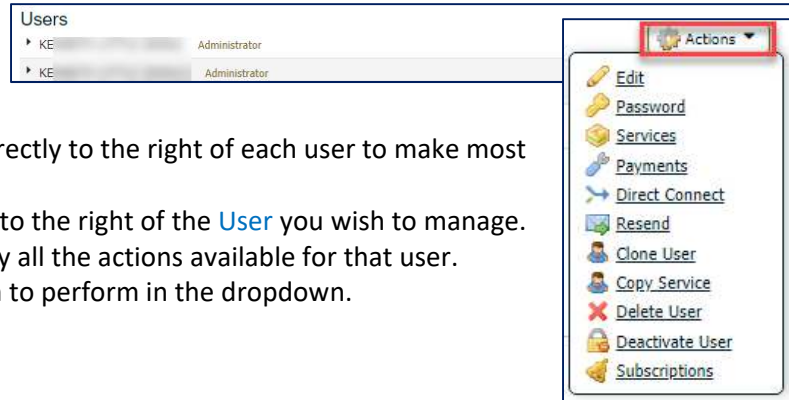 Users
KE Administrator
KE Administrator
rectly to the right of each user to make most
to the right of the User you wish to manage.
y all the actions available for that user.
to perform in the dropdown.
Actions
Edit
Password
Services
Payments
Direct Connect
Resend
Clone User
Copy Service
Delete User
Deactivate User
Subscriptions